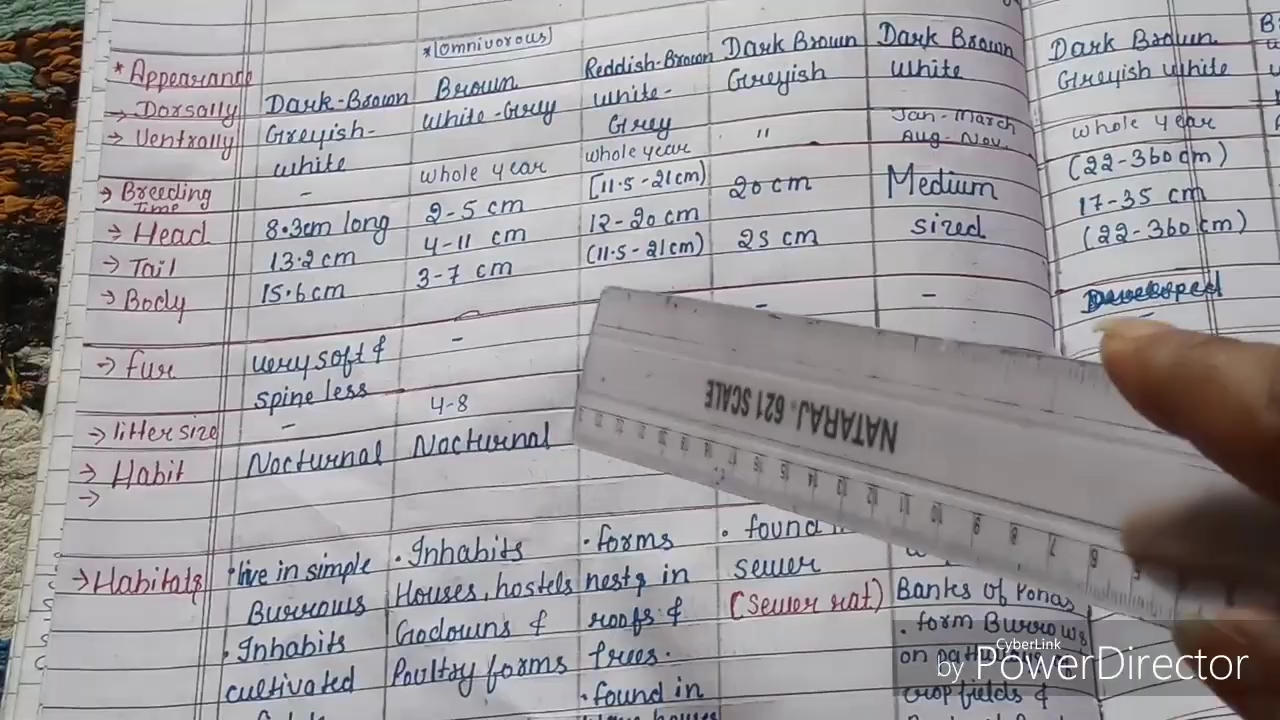 *(Omnivorous)
* Appearance
→ Dorsally
→ Ventrally
→ Breeding
Time
→ Head
→ Tail
→ Body
→ fur
→ litter size
→ Habit
→
→ Habitats
Dark-Brown
Greyish-
white
-
8.3cm long
13.2 cm
15.6 cm
very soft &
spine less
-
Nocturnal
• live in simple
Burrows
• Inhabits
cultivated
Brown
White-Grey
whole year
2-5 cm
4-11 cm
3-7 cm
-
4-8
Nocturnal
• Inhabits
Houses, hostels
Godowns &
Poultry forms
Reddish-Brown
white-
Grey
whole year
[11.5-21cm)
12-20 cm
(11.5-21cm)
• forms
nests in
roofs &
trees.
• found in
Dark Brown
Greyish
"
20 cm
25 cm
-
• found in
sewer
(sewer rat)
Dark Brown
White
Jan-March
Aug-Nov.
Medium
sized
-
Banks of Ponds
• form Burrows
on
crop fields &
Dark Brown
Greyish white
whole year
(22-360 cm)
17-35 cm
(22-360 cm)
Developed
-
NATARAJ 621 SCALE
CyberLink
by PowerDirector